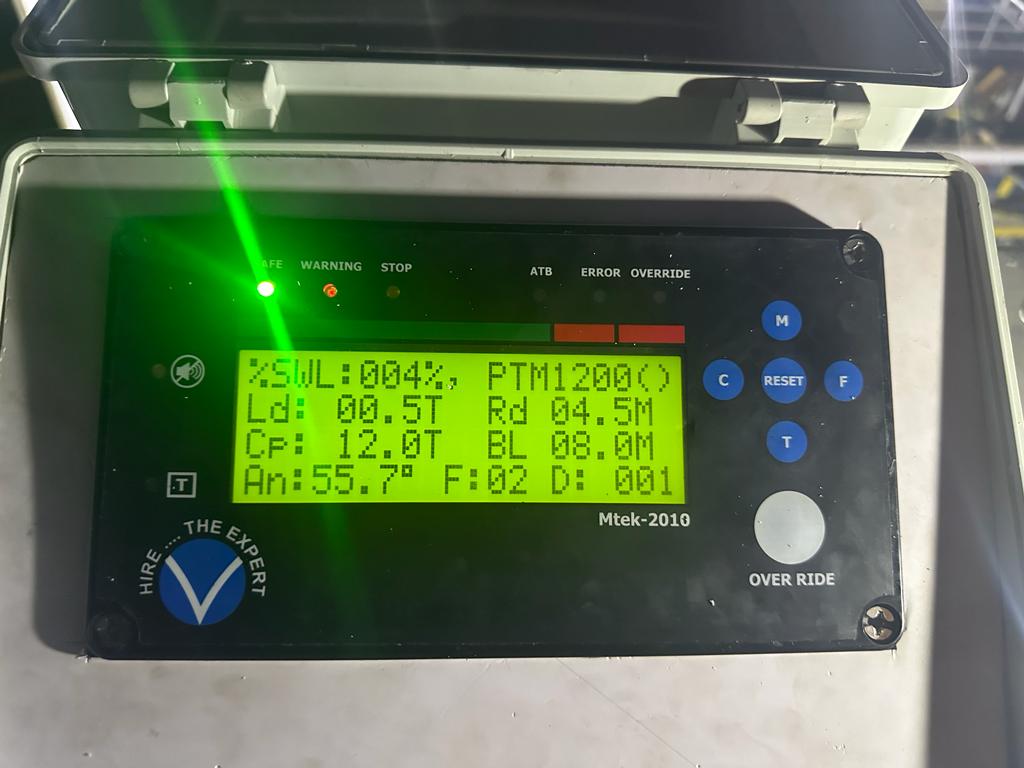 AFE WARNING STOP ATB ERROR OVERRIDE
%SWL:004% PTM1200()
Ld: 00.5T Rd 04.5M
Cp: 12.0T BL 08.0M
An:55.7° F:02 D: 001
M
C RESET F
T
T
Mtek-2010
HIRE .... THE EXPERT
OVER RIDE